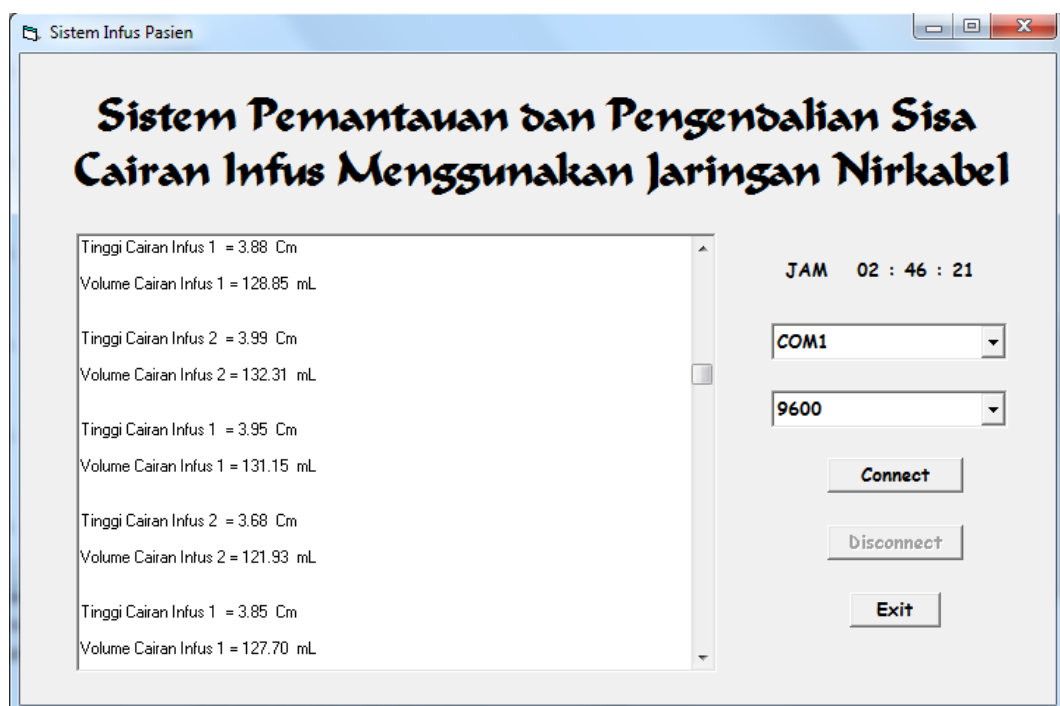 Sistem Infus Pasien
Sistem Pemantauan dan Pengendalian Sisa
Cairan Infus Menggunakan Jaringan Nirkabel
Tinggi Cairan Infus 1 = 3.88 Cm
Volume Cairan Infus 1 = 128.85 mL
Tinggi Cairan Infus 2 = 3.99 Cm
Volume Cairan Infus 2 = 132.31 mL
Tinggi Cairan Infus 1 = 3.95 Cm
Volume Cairan Infus 1 = 131.15 mL
Tinggi Cairan Infus 2 = 3.68 Cm
Volume Cairan Infus 2 = 121.93 mL
Tinggi Cairan Infus 1 = 3.85 Cm
Volume Cairan Infus 1 = 127.70 mL
JAM 02 : 46 : 21
COM1
9600
Connect
Disconnect
Exit